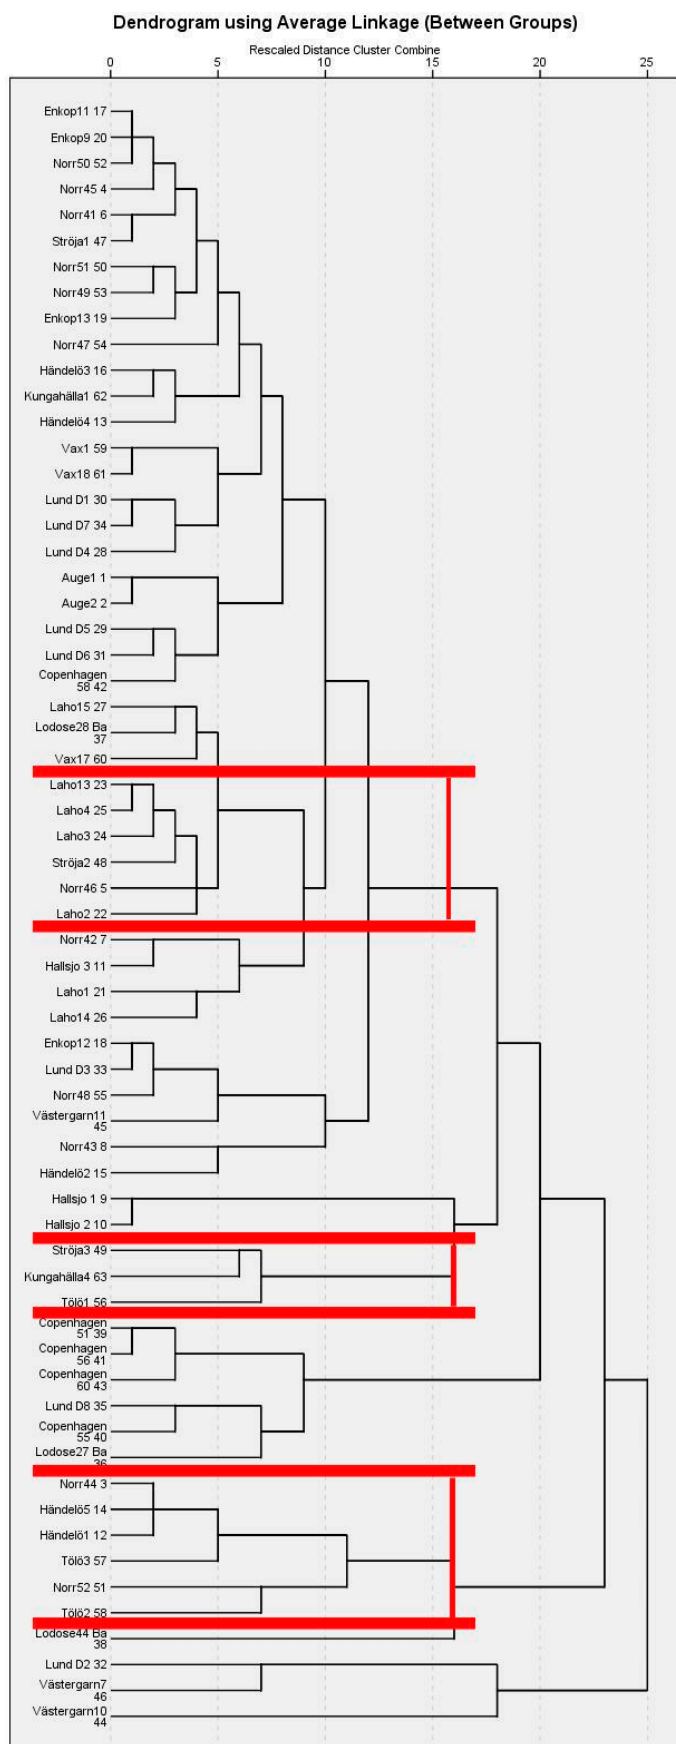 Dendrogram using Average Linkage (Between Groups)
Rescaled Distance Cluster Combine
0 5 10 15 20 25
Enkop11 17
Enkop9 20
Norr50 52
Norr45 4
Norr41 6
Ströja1 47
Norr51 50
Norr49 53
Enkop13 19
Norr47 54
Händelö3 16
Kungahälla1 62
Händelö4 13
Vax1 59
Vax18 61
Lund D1 30
Lund D7 34
Lund D4 28
Auge1 1
Auge2 2
Lund D5 29
Lund D6 31
Copenhagen
58 42
Laho15 27
Lodose28 Ba
37
Vax17 60
Laho13 23
Laho4 25
Laho3 24
Ströja2 48
Norr46 5
Laho2 22
Norr42 7
Hallsjo 3 11
Laho1 21
Laho14 26
Enkop12 18
Lund D3 33
Norr48 55
Västergarn11
45
Norr43 8
Händelö2 15
Hallsjo 1 9
Hallsjo 2 10
Ströja3 49
Kungahälla4 63
Tölö1 56
Copenhagen
51 39
Copenhagen
56 41
Copenhagen
60 43
Lund D8 35
Copenhagen
55 40
Lodose27 Ba
36
Norr44 3
Händelö5 14
Händelö1 12
Tölö3 57
Norr52 51
Tölö2 58
Lodose44 Ba
38
Lund D2 32
Västergarn7
46
Västergarn10
44